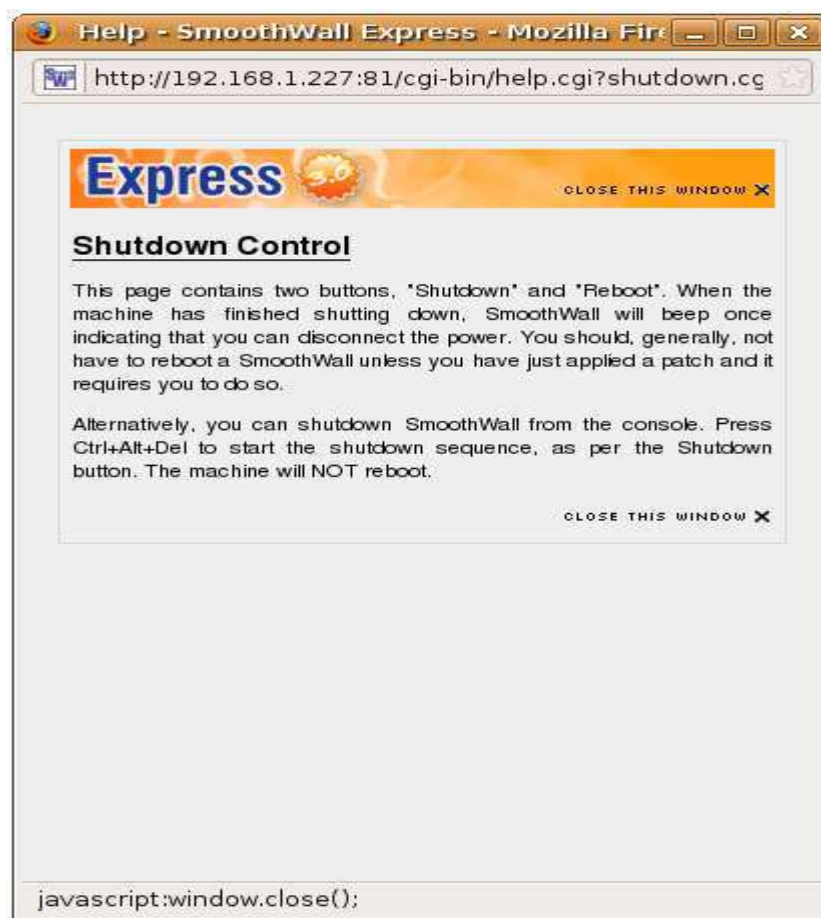 Help - SmoothWall Express - Mozilla Fire
http://192.168.1.227:81/cgi-bin/help.cgi?shutdown.cg
Express 3.0
CLOSE THIS WINDOW X
Shutdown Control
This page contains two buttons, "Shutdown" and "Reboot". When the
machine has finished shutting down, SmoothWall will beep once
indicating that you can disconnect the power. You should, generally, not
have to reboot a SmoothWall unless you have just applied a patch and it
requires you to do so.
Alternatively, you can shutdown SmoothWall from the console. Press
Ctrl+Alt+Del to start the shutdown sequence, as per the Shutdown
button. The machine will NOT reboot.
CLOSE THIS WINDOW X
javascript:window.close();